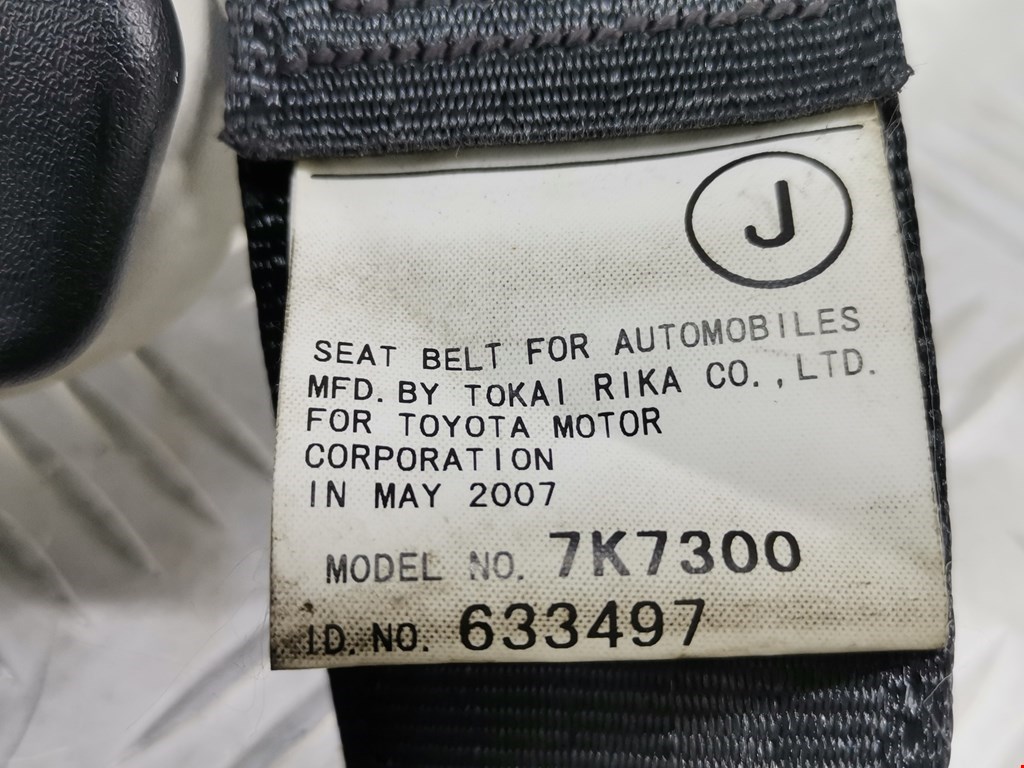 J
SEAT BELT FOR AUTOMOBILES
MFD. BY TOKAI RIKA CO., LTD.
FOR TOYOTA MOTOR
CORPORATION
IN MAY 2007
MODEL NO. 7K7300
ID. NO. 633497